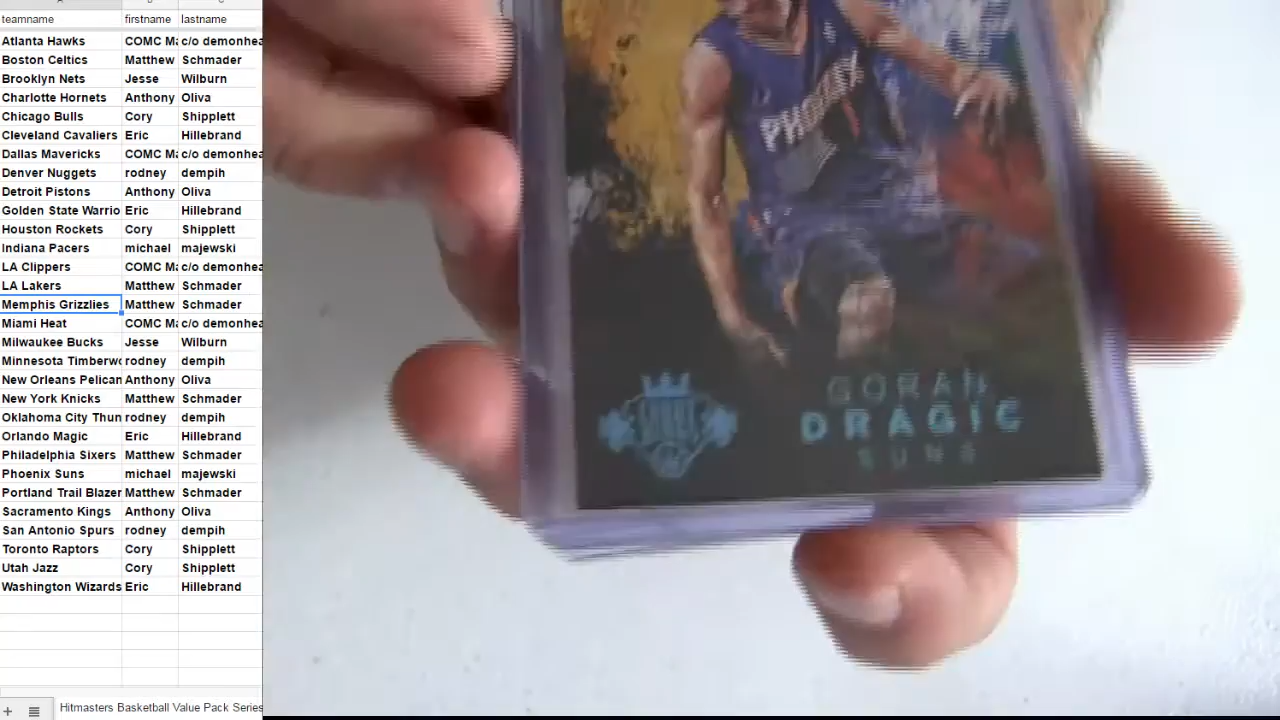 teamname firstname lastname
Atlanta Hawks COMC Ma c/o demonhea
Boston Celtics Matthew Schmader
Brooklyn Nets Jesse Wilburn
Charlotte Hornets Anthony Oliva
Chicago Bulls Cory Shipplett
Cleveland Cavaliers Eric Hillebrand
Dallas Mavericks COMC Ma c/o demonhea
Denver Nuggets rodney dempih
Detroit Pistons Anthony Oliva
Golden State Warrio Eric Hillebrand
Houston Rockets Cory Shipplett
Indiana Pacers michael majewski
LA Clippers COMC Ma c/o demonhea
LA Lakers Matthew Schmader
Memphis Grizzlies Matthew Schmader
Miami Heat COMC Ma c/o demonhea
Milwaukee Bucks Jesse Wilburn
Minnesota Timberwo rodney dempih
New Orleans Pelican Anthony Oliva
New York Knicks Matthew Schmader
Oklahoma City Thun rodney dempih
Orlando Magic Eric Hillebrand
Philadelphia Sixers Matthew Schmader
Phoenix Suns michael majewski
Portland Trail Blazer Matthew Schmader
Sacramento Kings Anthony Oliva
San Antonio Spurs rodney dempih
Toronto Raptors Cory Shipplett
Utah Jazz Cory Shipplett
Washington Wizards Eric Hillebrand
Hitmasters Basketball Value Pack Series
PHOENIX
GORAN
DRAGIC
SUNS